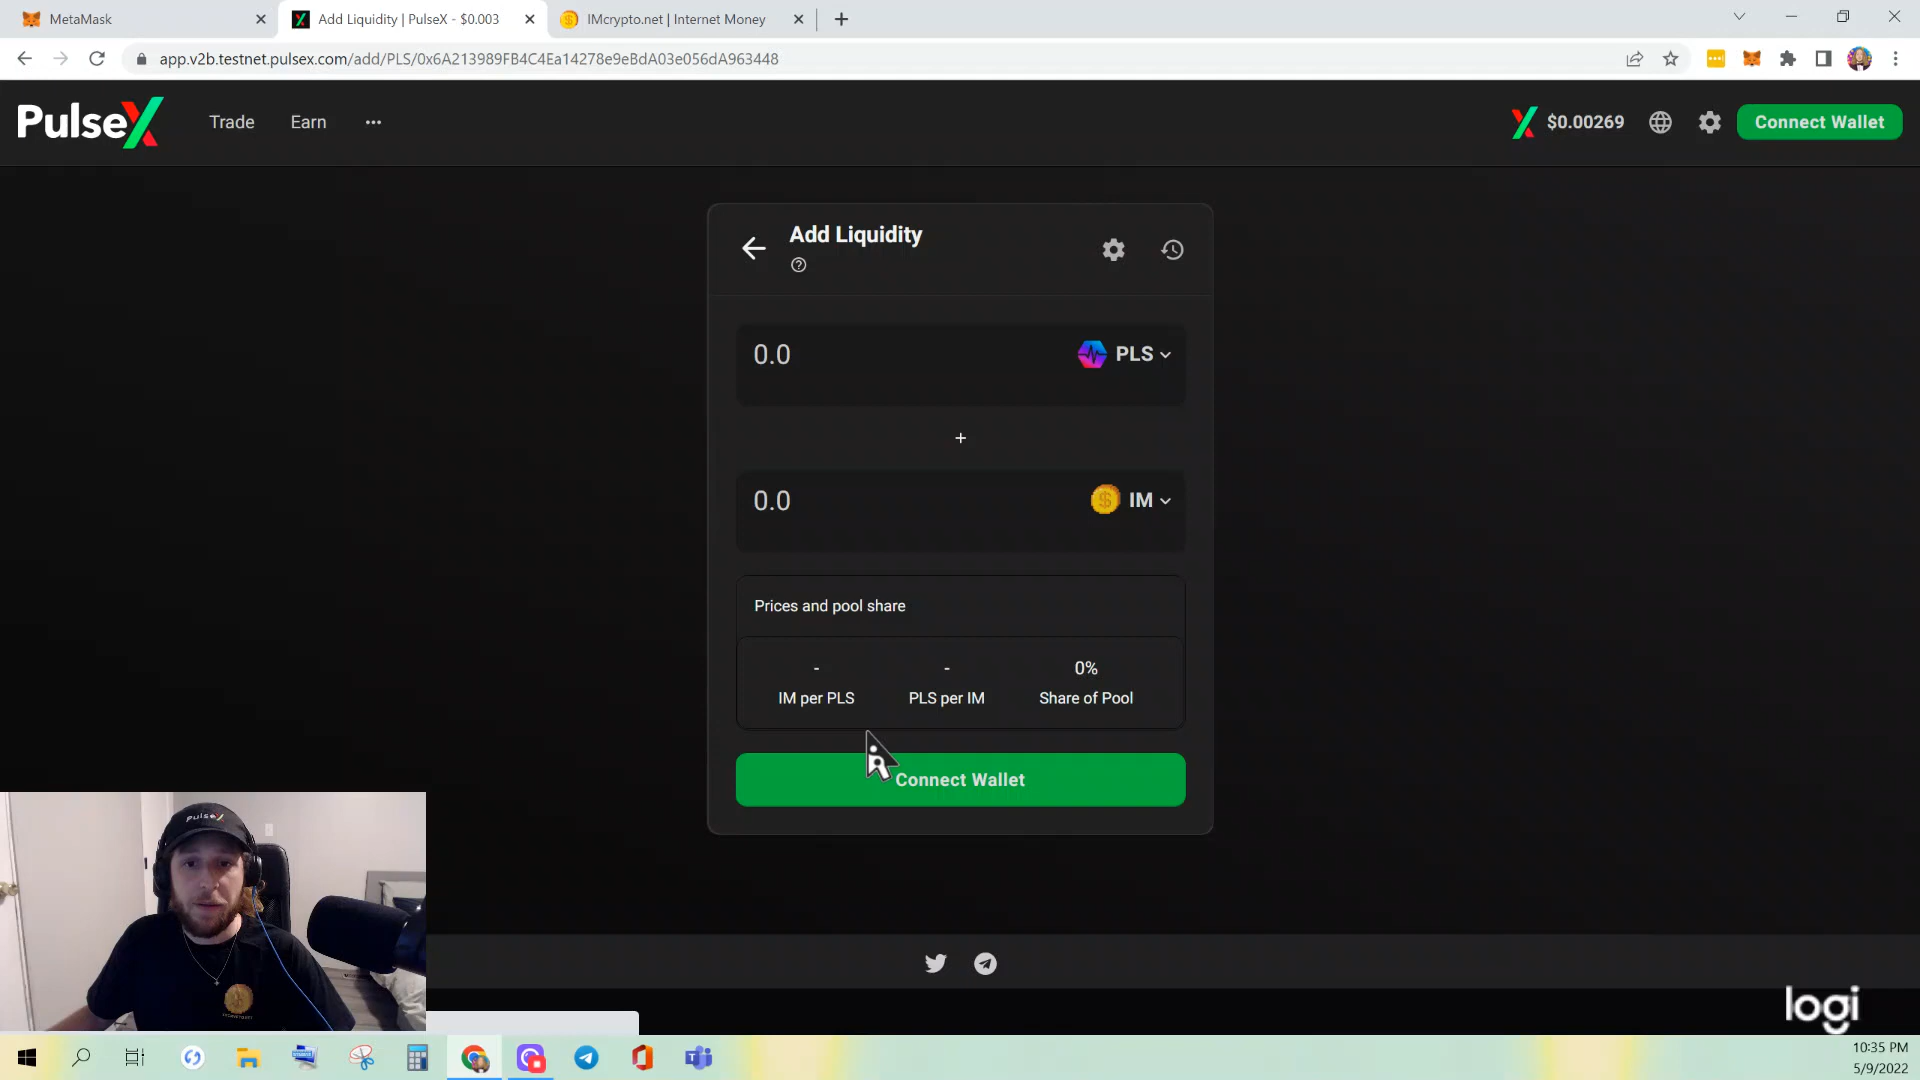 MetaMask
Add Liquidity | PulseX - $0.003
IMcrypto.net | Internet Money
app.v2b.testnet.pulsex.com/add/PLS/0x6A213989FB4C4Ea14278e9eBdA03e056dA963448
PulseX
Trade
Earn
$0.00269
Connect Wallet
Add Liquidity
0.0
PLS
+
0.0
IM
Prices and pool share
-
-
0%
IM per PLS
PLS per IM
Share of Pool
Connect Wallet
PulseX
logi
10:35 PM
5/9/2022